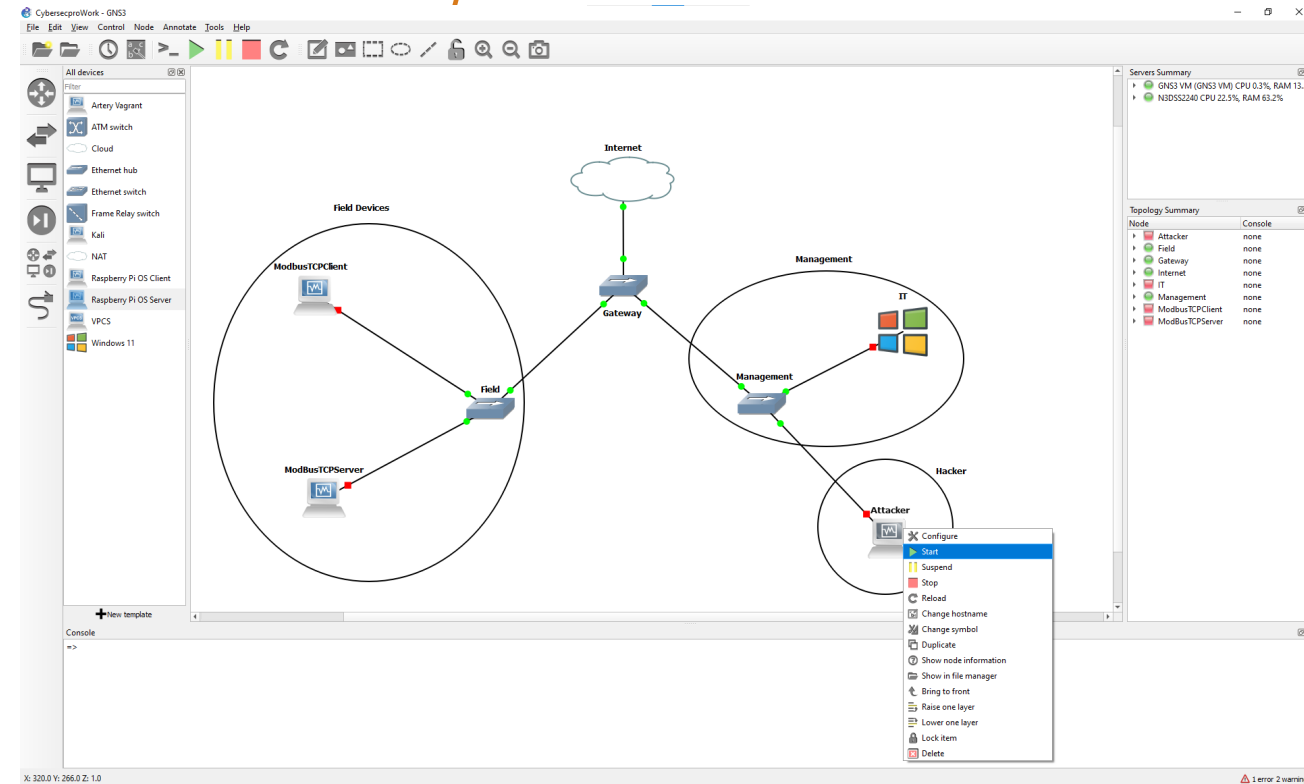 CybersecproWork - GNS3
File Edit View Control Node Annotate Tools Help
All devices
Filter
Artery Vagrant
ATM switch
Cloud
Ethernet hub
Ethernet switch
Frame Relay switch
Kali
NAT
Raspberry Pi OS Client
Raspberry Pi OS Server
VPCS
Windows 11
New template
Internet
Field Devices
ModbusTCPClient
Gateway
Management
IT
Field
Management
ModBusTCPServer
Hacker
Attacker
Configure
Start
Suspend
Stop
Reload
Change hostname
Change symbol
Duplicate
Show node information
Show in file manager
Bring to front
Raise one layer
Lower one layer
Lock item
Delete
Servers Summary
GNS3 VM (GNS3 VM) CPU 0.3%, RAM 13..
N3DSS2240 CPU 22.5%, RAM 63.2%
Topology Summary
Node Console
Attacker none
Field none
Gateway none
Internet none
IT none
Management none
ModbusTCPClient none
ModBusTCPServer none
Console
=>
X: 320.0 Y: 266.0 Z: 1.0
1 error 2 warnin